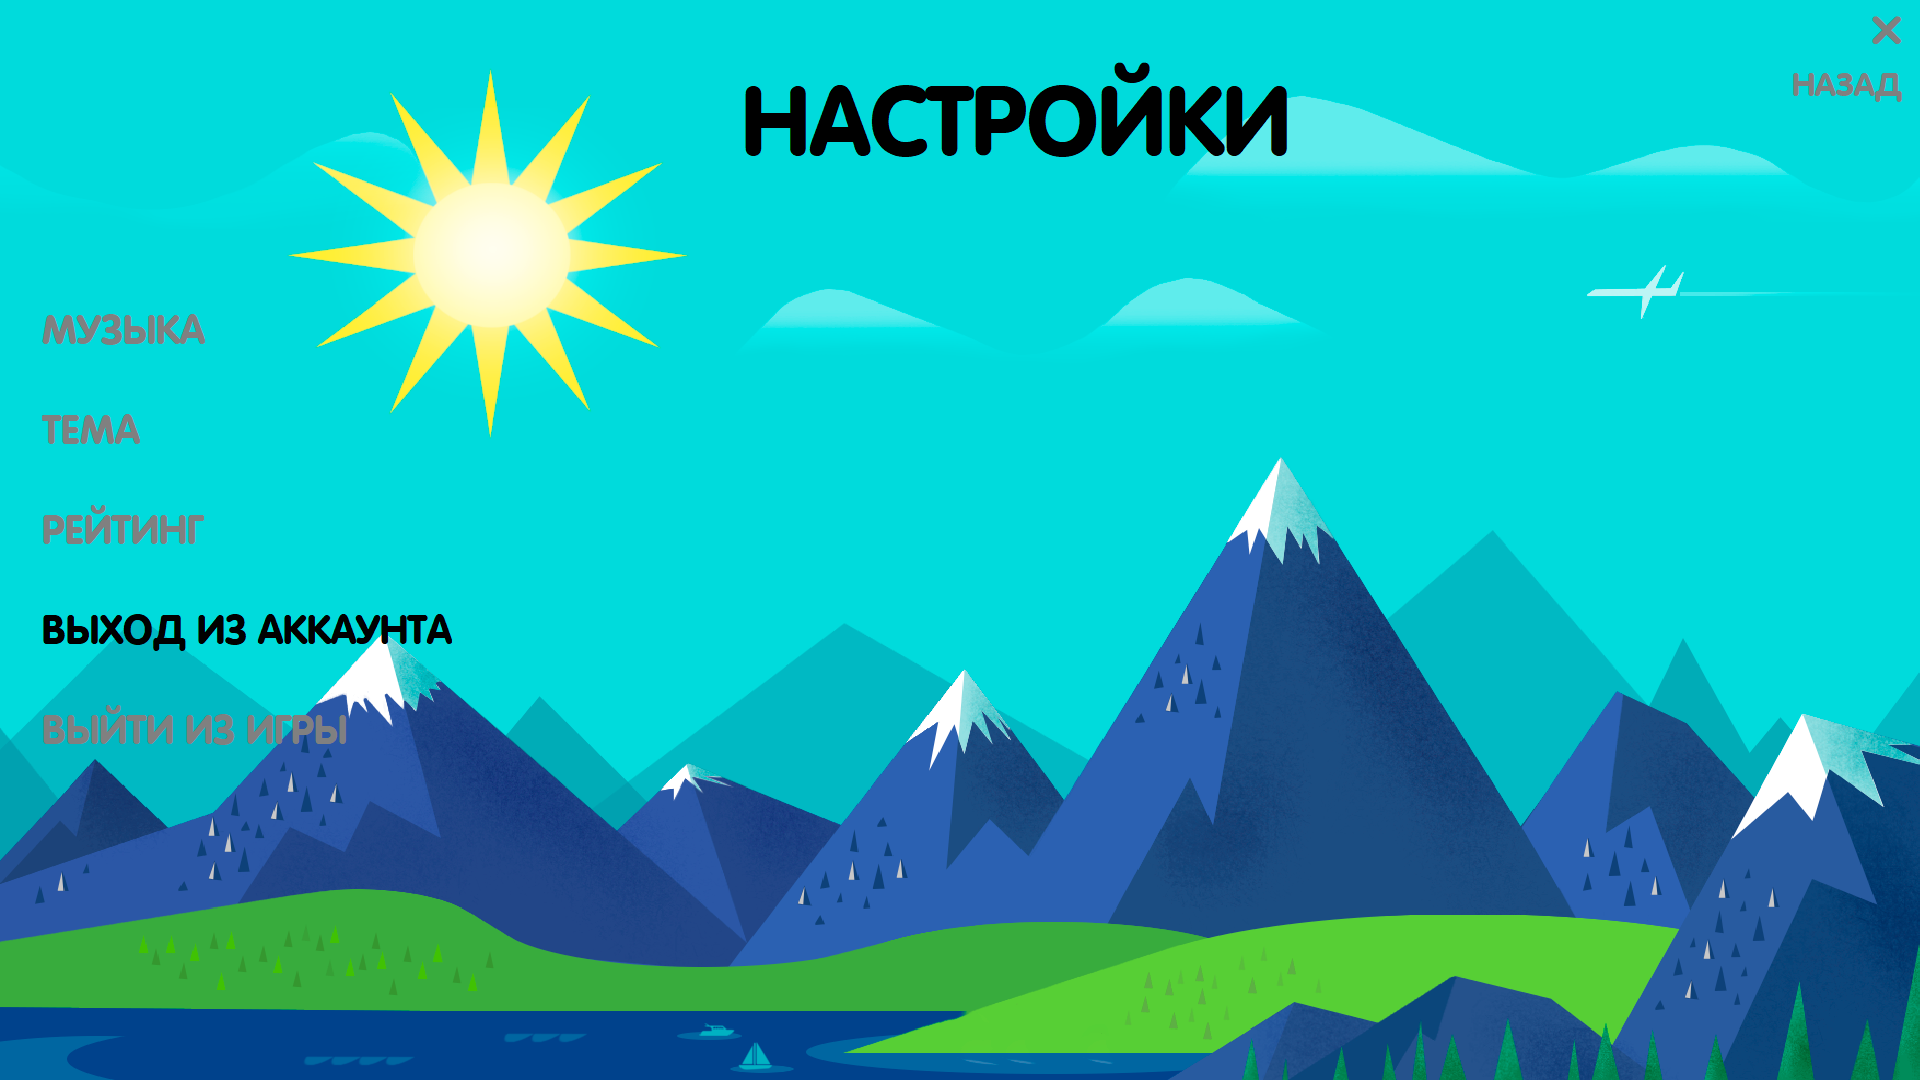 НАСТРОЙКИ
НАЗАД
МУЗЫКА
ТЕМА
РЕЙТИНГ
ВЫХОД ИЗ АККАУНТА
ВЫЙТИ ИЗ ИГРЫ